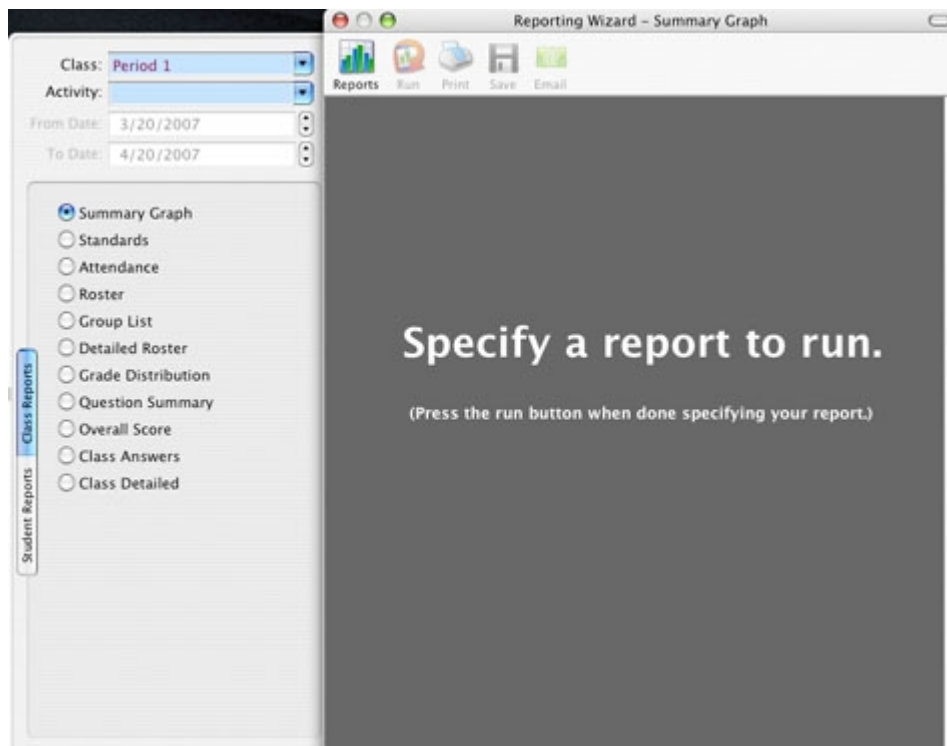 Reporting Wizard – Summary Graph
Reports Run Print Save Email
Class: Period 1
Activity:
From Date: 3/20/2007
To Date: 4/20/2007
Summary Graph
Standards
Attendance
Roster
Group List
Detailed Roster
Grade Distribution
Question Summary
Overall Score
Class Answers
Class Detailed
Class Reports
Student Reports
Specify a report to run.
(Press the run button when done specifying your report.)